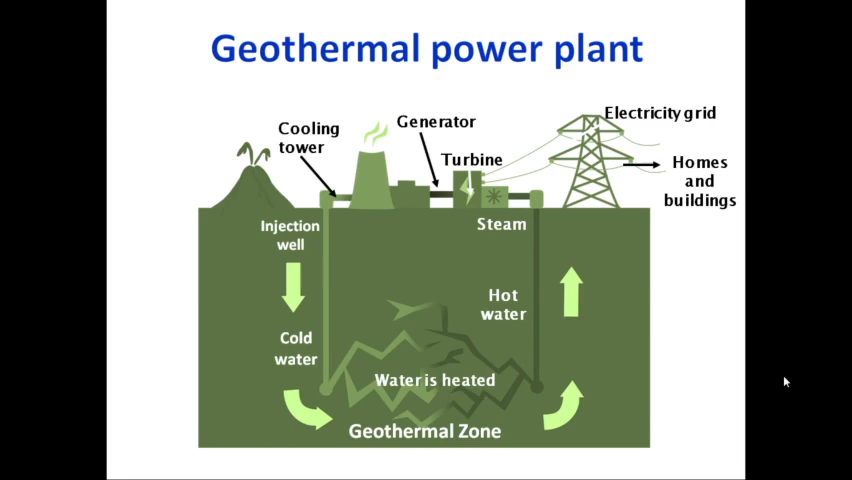 Geothermal power plant
Cooling
tower
Generator
Turbine
Electricity grid
Homes
and
buildings
Injection
well
Steam
Hot
water
Cold
water
Water is heated
Geothermal Zone